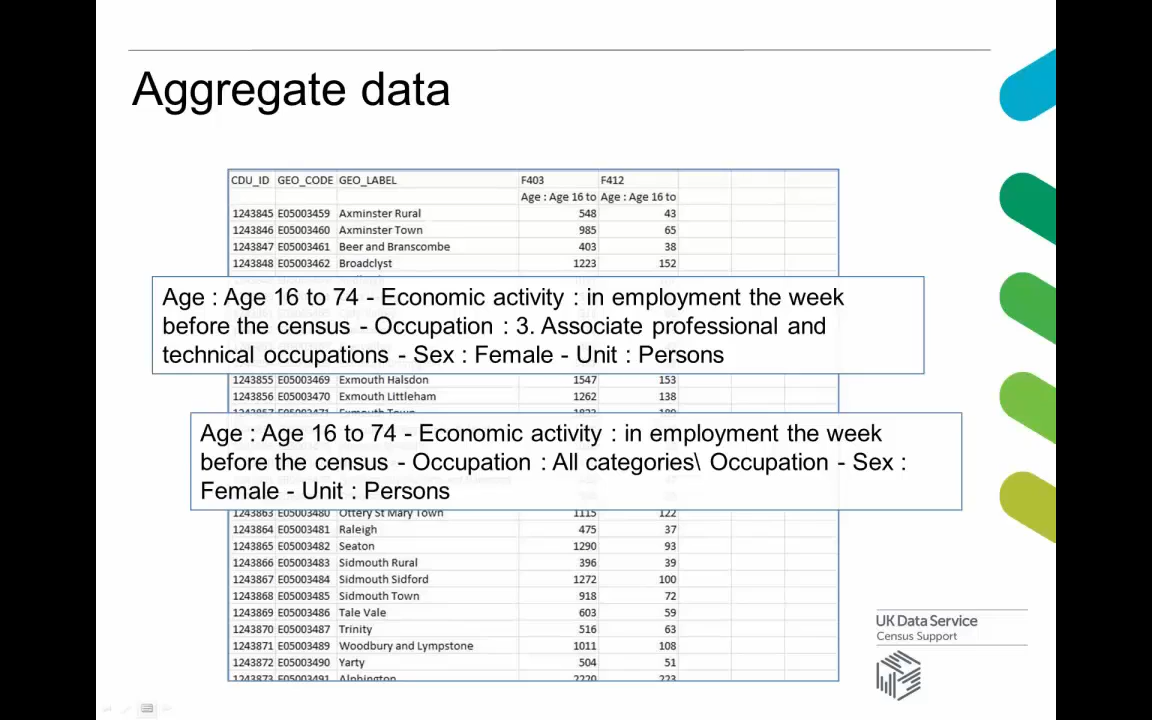 Aggregate data
CDU_ID GEO_CODE GEO_LABEL F403 F412
Age : Age 16 to Age : Age 16 to
1243845 E05003459 Axminster Rural 548 43
1243846 E05003460 Axminster Town 985 65
1243847 E05003461 Beer and Branscombe 403 38
1243848 E05003462 Broadclyst 1223 152
Age : Age 16 to 74 - Economic activity : in employment the week
before the census - Occupation : 3. Associate professional and
technical occupations - Sex : Female - Unit : Persons
1243855 E05003469 Exmouth Halsdon 1547 153
1243856 E05003470 Exmouth Littleham 1262 138
Age : Age 16 to 74 - Economic activity : in employment the week
before the census - Occupation : All categories\ Occupation - Sex :
Female - Unit : Persons
1243863 E05003480 Ottery St Mary Town 1115 122
1243864 E05003481 Raleigh 475 37
1243865 E05003482 Seaton 1290 93
1243866 E05003483 Sidmouth Rural 396 39
1243867 E05003484 Sidmouth Sidford 1272 100
1243868 E05003485 Sidmouth Town 918 72
1243869 E05003486 Tale Vale 603 59
1243870 E05003487 Trinity 516 63
1243871 E05003489 Woodbury and Lympstone 1011 108
1243872 E05003490 Yarty 504 51
1243873 E05003491 Alphington 2220 223
UK Data Service
Census Support